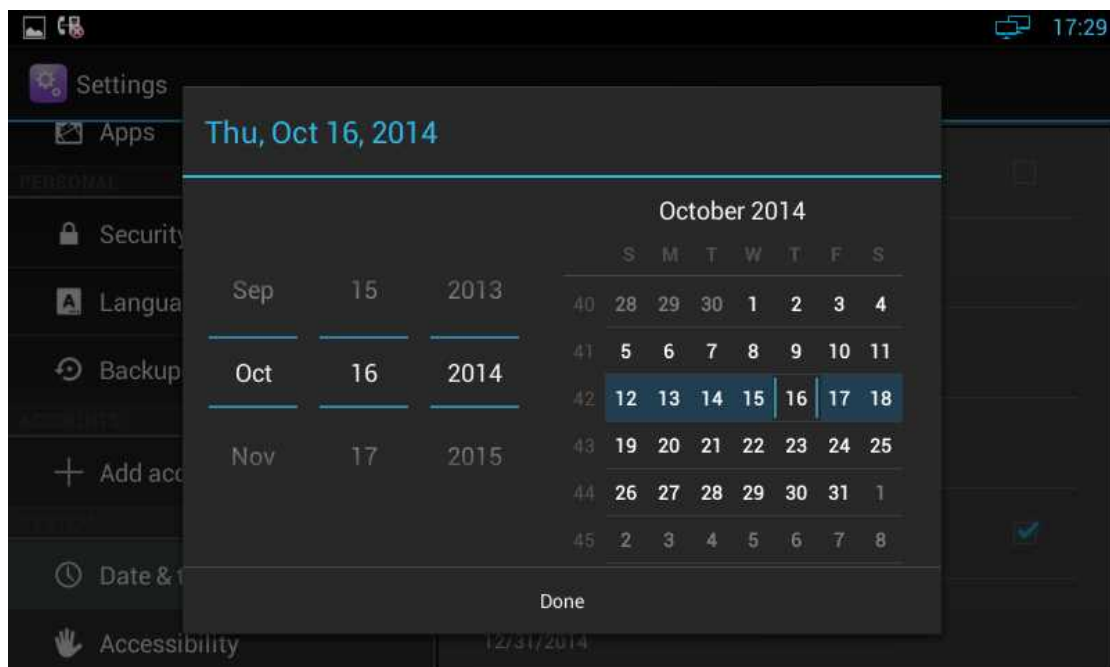 17:29
Settings
Apps
PERSONAL
Security
Langua
Backup
ACCOUNTS
Add acc
SYSTEM
Date & t
Accessibility
Thu, Oct 16, 2014
Sep 15 2013
Oct 16 2014
Nov 17 2015
October 2014
S M T W T F S
40 28 29 30 1 2 3 4
41 5 6 7 8 9 10 11
42 12 13 14 15 16 17 18
43 19 20 21 22 23 24 25
44 26 27 28 29 30 31 1
45 2 3 4 5 6 7 8
Done
12/31/2014